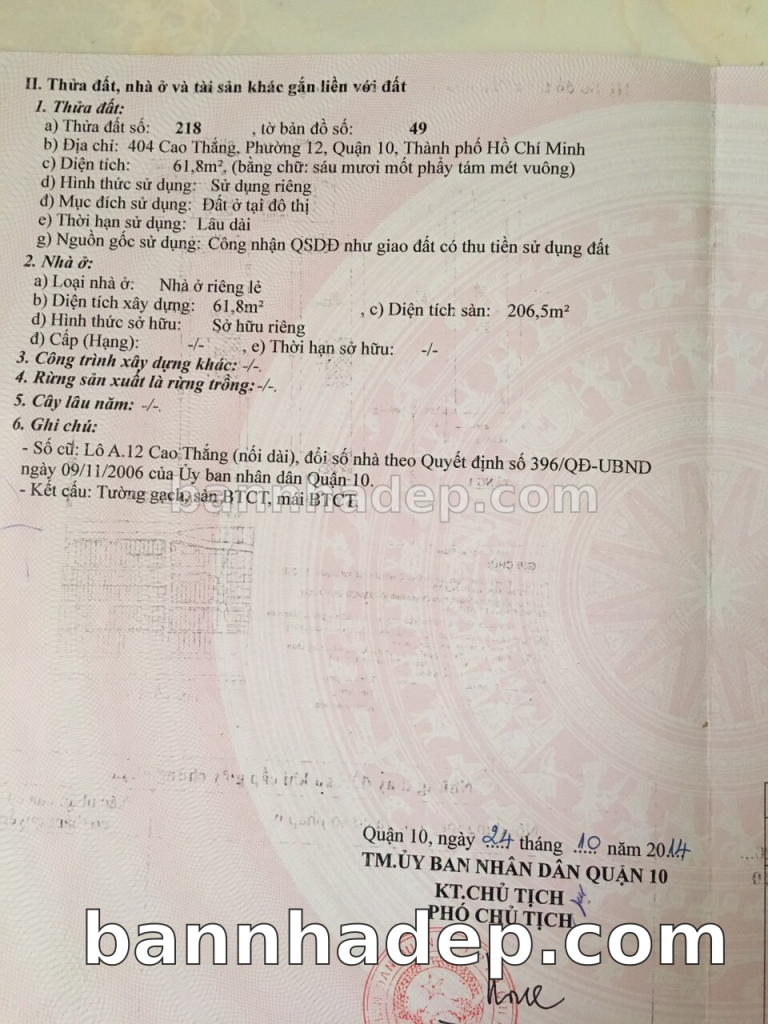 II. Thửa đất, nhà ở và tài sản khác gắn liền với đất
1. Thửa đất:
a) Thửa đất số: 218 , tờ bản đồ số: 49
b) Địa chỉ: 404 Cao Thắng, Phường 12, Quận 10, Thành phố Hồ Chí Minh
bannhadep.com
c) Diện tích: 61,8m², (bằng chữ: sáu mươi mốt phẩy tám mét vuông)
d) Hình thức sử dụng: Sử dụng riêng
đ) Mục đích sử dụng: Đất ở tại đô thị
e) Thời hạn sử dụng: Lâu dài
g) Nguồn gốc sử dụng: Công nhận QSDĐ như giao đất có thu tiền sử dụng đất
2. Nhà ở:
a) Loại nhà ở: Nhà ở riêng lẻ
b) Diện tích xây dựng: 61,8m² , c) Diện tích sàn: 206,5m²
d) Hình thức sở hữu: Sở hữu riêng
đ) Cấp (Hạng): -/- , e) Thời hạn sở hữu: -/-
3. Công trình xây dựng khác: -/-.
4. Rừng sản xuất là rừng trồng: -/-.
5. Cây lâu năm: -/-.
6. Ghi chú:
- Số cũ: Lô A.12 Cao Thắng (nối dài), đổi số nhà theo Quyết định số 396/QĐ-UBND
ngày 09/11/2006 của Ủy ban nhân dân Quận 10.
- Kết cấu: Tường gạch, sàn BTCT, mái BTCT.
bannhadep.com
Quận 10, ngày 24 tháng 10 năm 2014
TM.ỦY BAN NHÂN DÂN QUẬN 10
KT.CHỦ TỊCH
PHÓ CHỦ TỊCH
bannhadep.com